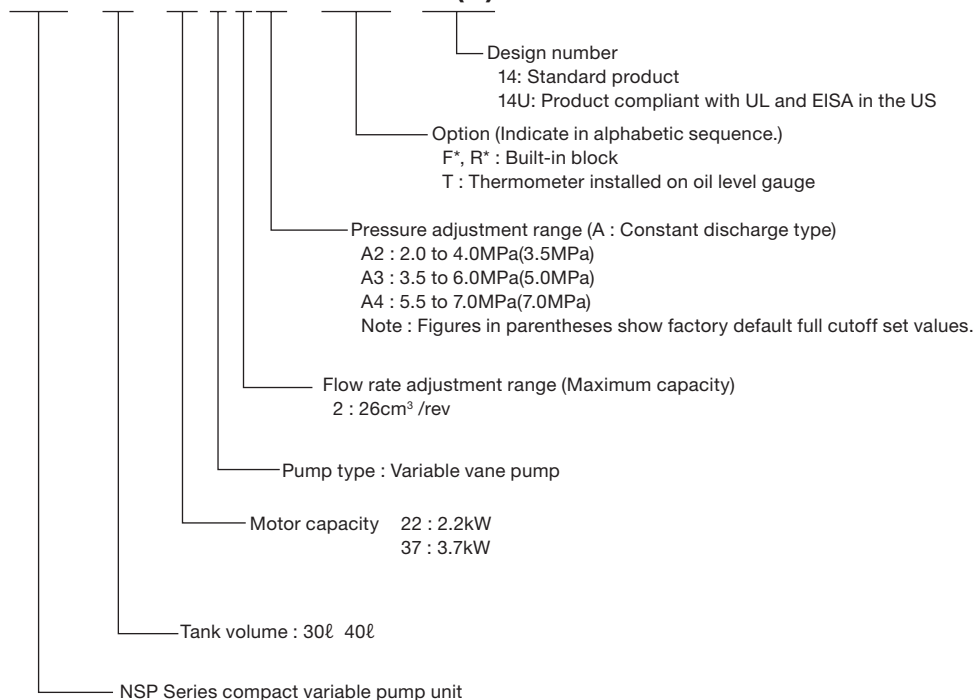 Design number
14: Standard product
14U: Product compliant with UL and EISA in the US
Option (Indicate in alphabetic sequence.)
F*, R* : Built-in block
T : Thermometer installed on oil level gauge
Pressure adjustment range (A : Constant discharge type)
A2 : 2.0 to 4.0MPa(3.5MPa)
A3 : 3.5 to 6.0MPa(5.0MPa)
A4 : 5.5 to 7.0MPa(7.0MPa)
Note : Figures in parentheses show factory default full cutoff set values.
Flow rate adjustment range (Maximum capacity)
2 : 26cm³ /rev
Pump type : Variable vane pump
Motor capacity 22 : 2.2kW
37 : 3.7kW
Tank volume : 30ℓ 40ℓ
NSP Series compact variable pump unit